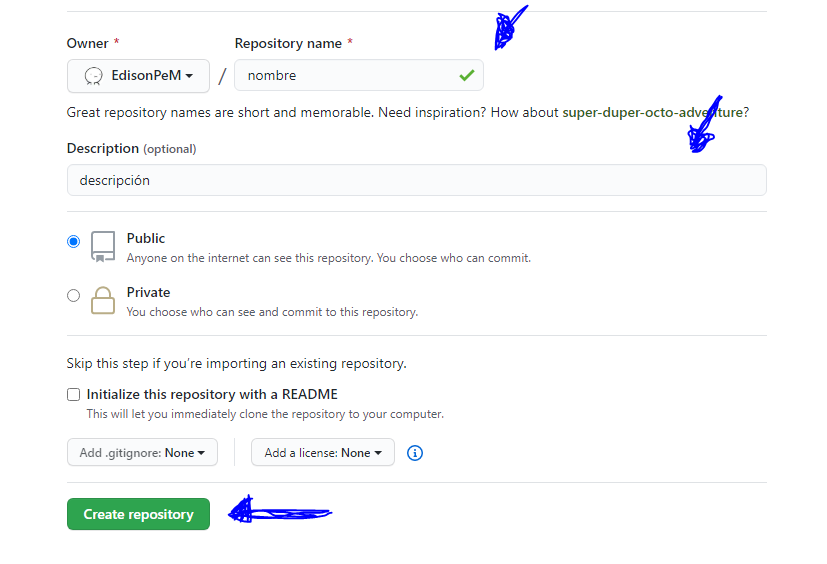 Owner * Repository name *
EdisonPeM / nombre
Great repository names are short and memorable. Need inspiration? How about super-duper-octo-adventure?
Description (optional)
descripción
Public
Anyone on the internet can see this repository. You choose who can commit.
Private
You choose who can see and commit to this repository.
Skip this step if you're importing an existing repository.
Initialize this repository with a README
This will let you immediately clone the repository to your computer.
Add .gitignore: None Add a license: None
Create repository